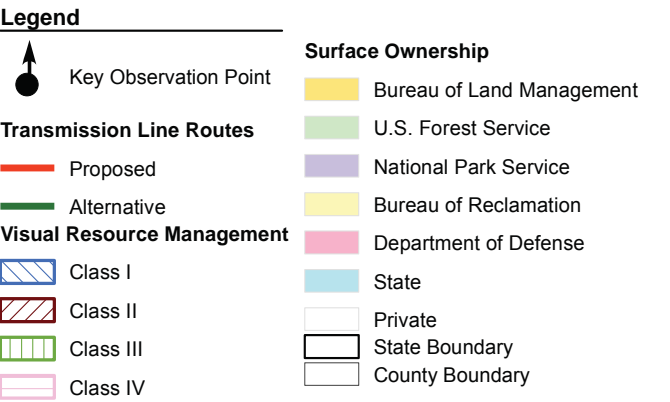 Legend
Key Observation Point
Transmission Line Routes
Proposed
Alternative
Visual Resource Management
Class I
Class II
Class III
Class IV
Surface Ownership
Bureau of Land Management
U.S. Forest Service
National Park Service
Bureau of Reclamation
Department of Defense
State
Private
State Boundary
County Boundary